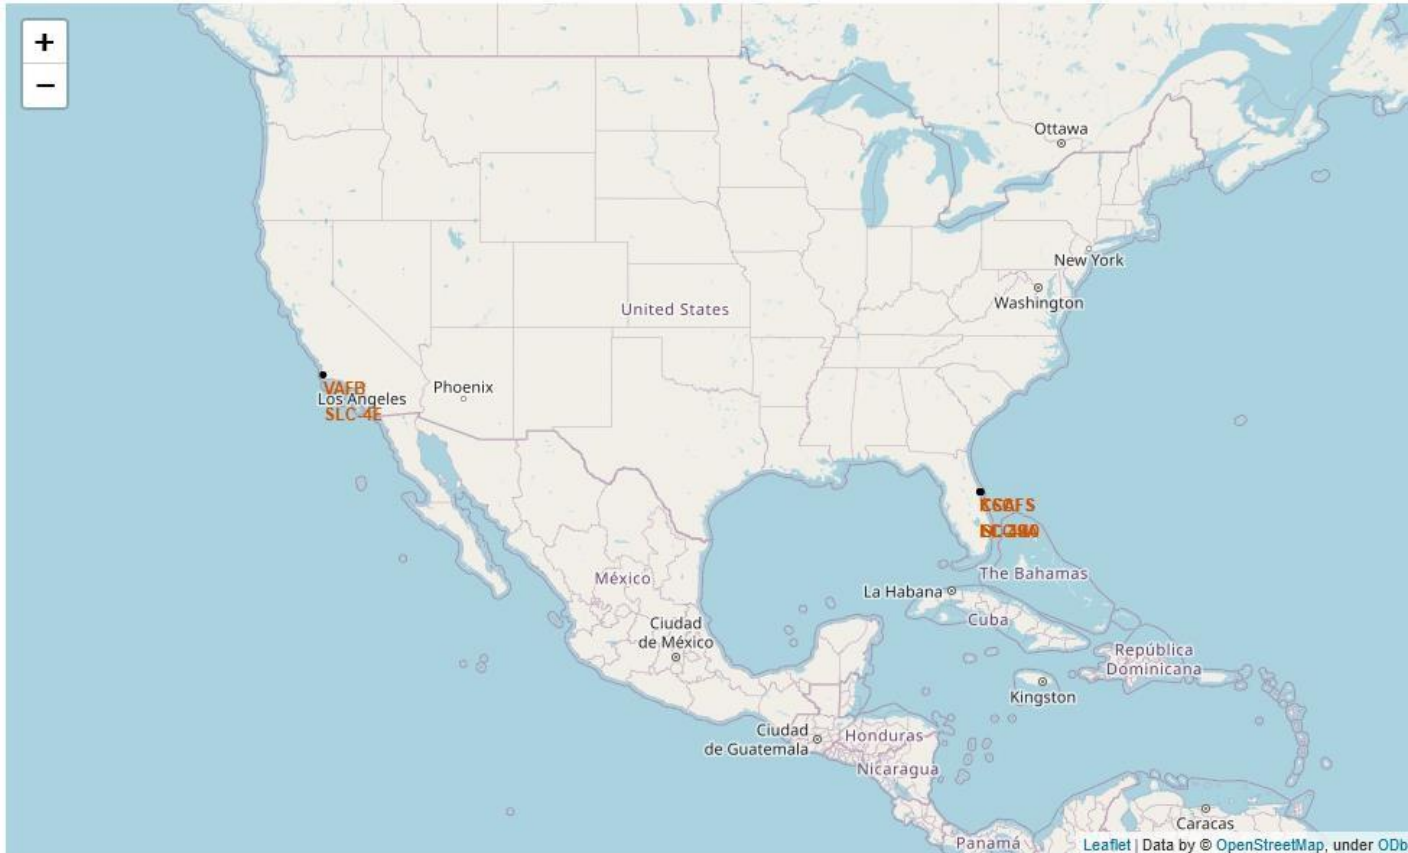 +
−
Ottawa
New York
Washington
United States
VAFB
Los Angeles
SLC-4E
Phoenix
México
La Habana
The Bahamas
Cuba
Ciudad
de México
República
Dominicana
Kingston
Ciudad
de Guatemala
Honduras
Nicaragua
Caracas
Panamá
Leaflet | Data by © OpenStreetMap, under ODb